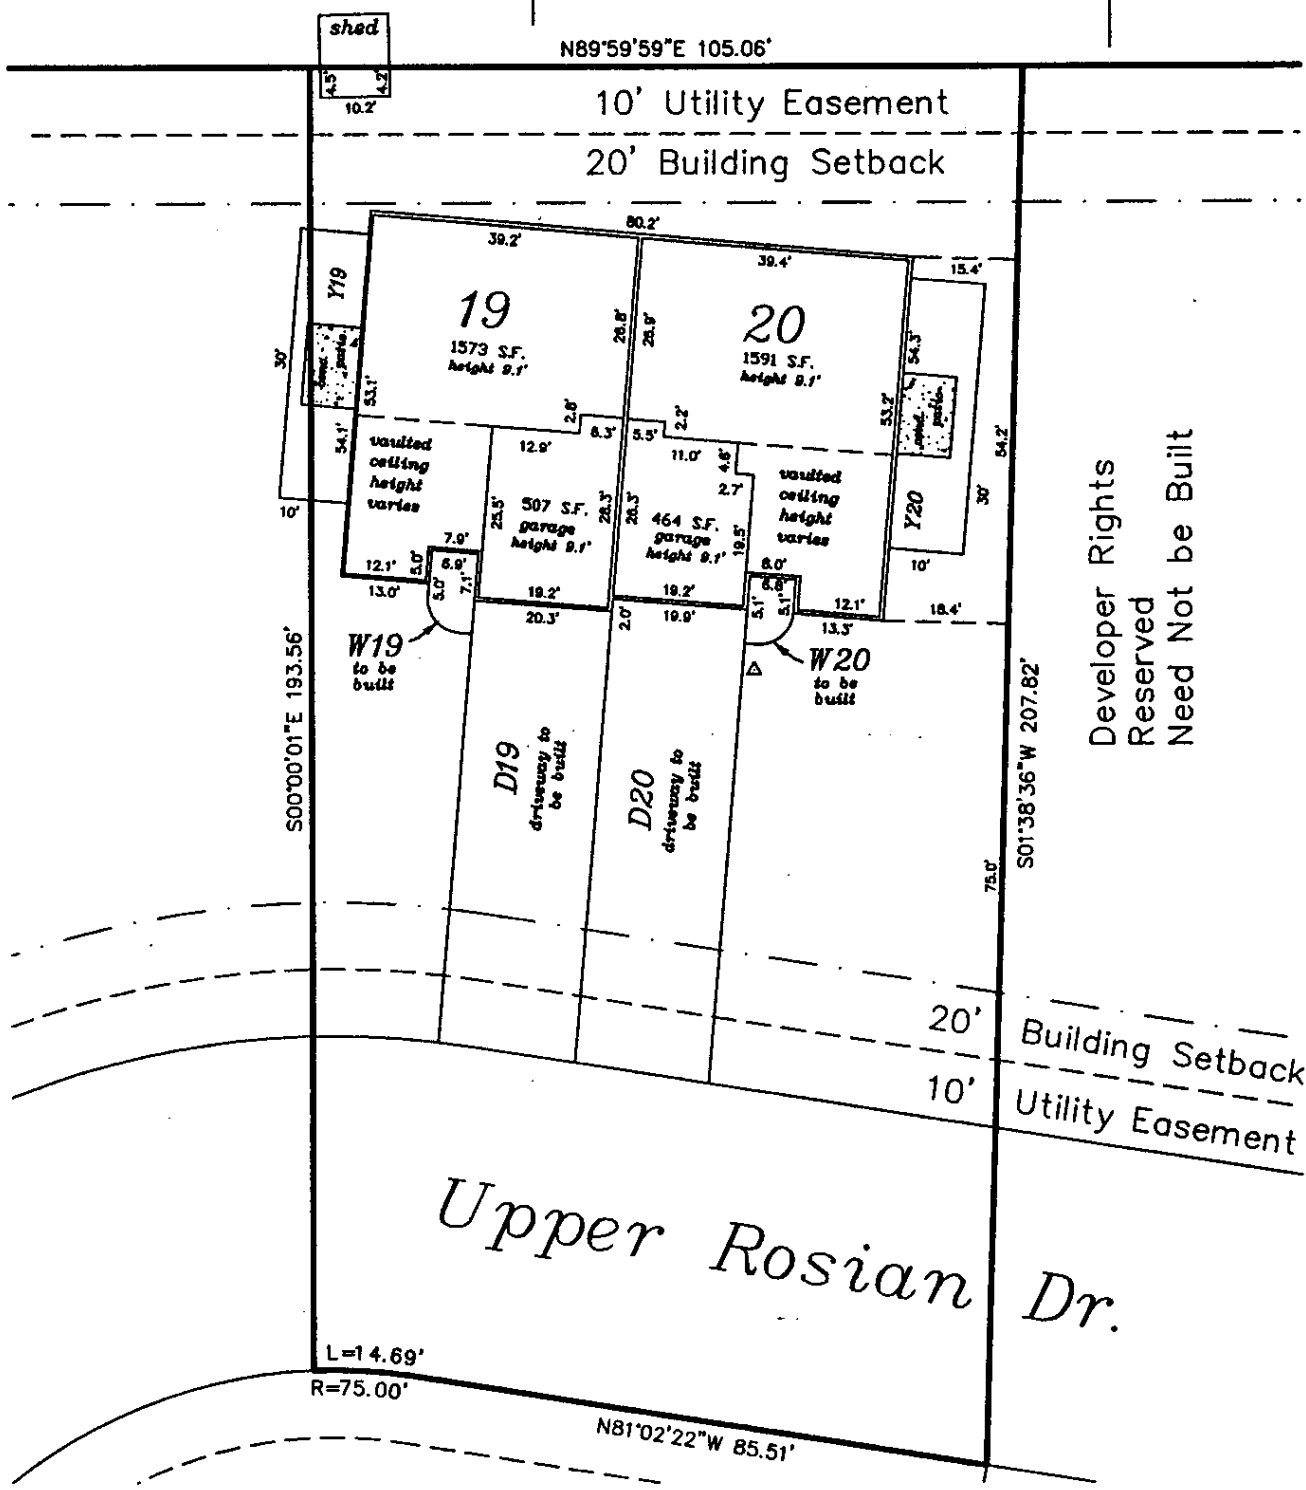 shed
N89°59'59"E 105.06'
4.5'
4.2'
10.2'
10' Utility Easement
20' Building Setback
80.2'
39.2'
39.4'
15.4'
Y19
19
1573 S.F.
height 9.1'
26.8'
26.9'
20
1591 S.F.
height 9.1'
54.3'
30'
patio
53.1'
54.1'
10'
2.8'
6.3'
5.5'
2.2'
12.9'
11.0'
4.6'
2.7'
53.2'
patio
54.2'
30'
Y20
10'
vaulted
ceiling
height
varies
25.5'
507 S.F.
garage
height 9.1'
26.3'
26.3'
464 S.F.
garage
height 9.1'
19.5'
vaulted
ceiling
height
varies
7.9'
6.9'
5.0'
5.0'
7.1'
12.1'
13.0'
19.2'
20.3'
2.0'
19.2'
19.9'
8.0'
6.8'
5.1'
5.1'
12.1'
13.3'
18.4'
W19
to be
built
W20
to be
built
D19
driveway to
be built
D20
driveway to
be built
S00°00'01"E 193.56'
S01°38'36"W 207.82'
75.0'
Developer Rights
Reserved
Need Not be Built
20' Building Setback
10' Utility Easement
Upper Rosian Dr.
L=14.69'
R=75.00'
N81°02'22"W 85.51'